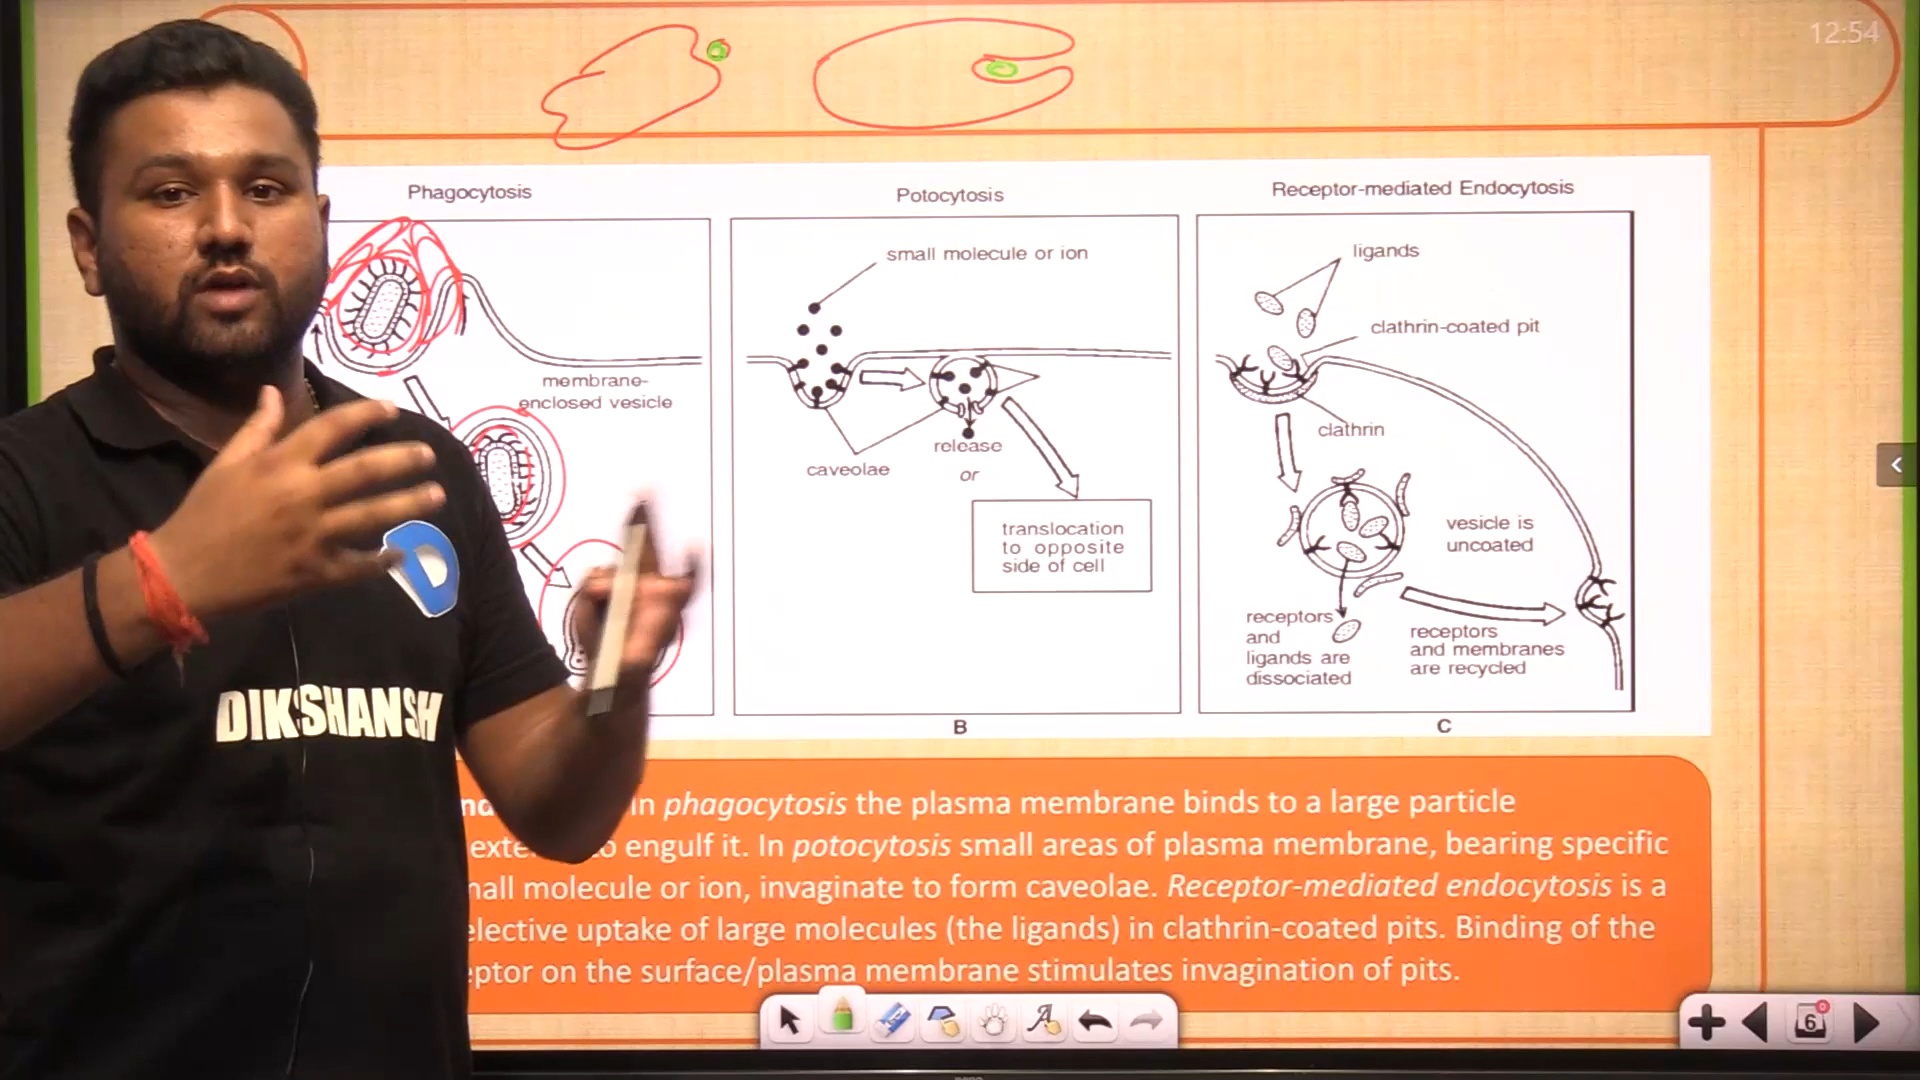 12:54
Phagocytosis
Potocytosis
Receptor-mediated Endocytosis
membrane-
enclosed vesicle
small molecule or ion
caveolae
release
or
translocation
to opposite
side of cell
B
ligands
clathrin-coated pit
clathrin
vesicle is
uncoated
receptors
and
ligands are
dissociated
receptors
and membranes
are recycled
C
D
DIKSHANSH
in phagocytosis the plasma membrane binds to a large particle
engulf it. In potocytosis small areas of plasma membrane, bearing specific
molecule or ion, invaginate to form caveolae. Receptor-mediated endocytosis is a
uptake of large molecules (the ligands) in clathrin-coated pits. Binding of the
on the surface/plasma membrane stimulates invagination of pits.
A
6
0